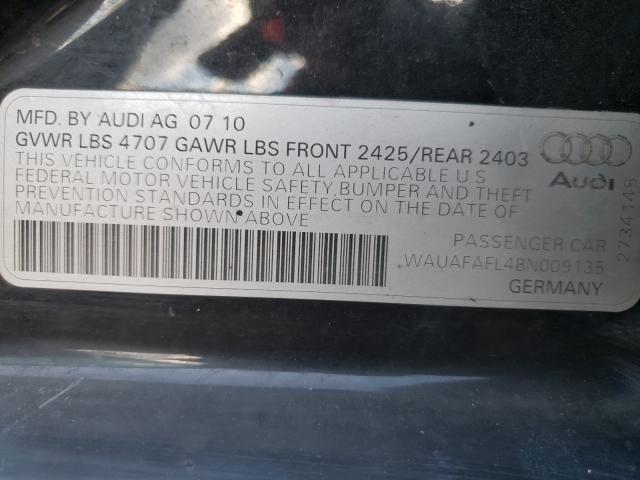 MFD. BY AUDI AG 07 10
GVWR LBS 4707 GAWR LBS FRONT 2425/REAR 2403
THIS VEHICLE CONFORMS TO ALL APPLICABLE U S
FEDERAL MOTOR VEHICLE SAFETY, BUMPER AND THEFT
PREVENTION STANDARDS IN EFFECT ON THE DATE OF
MANUFACTURE SHOWN ABOVE
Audi
PASSENGER CAR
WAUAFAFL4BN009135
GERMANY
2734145